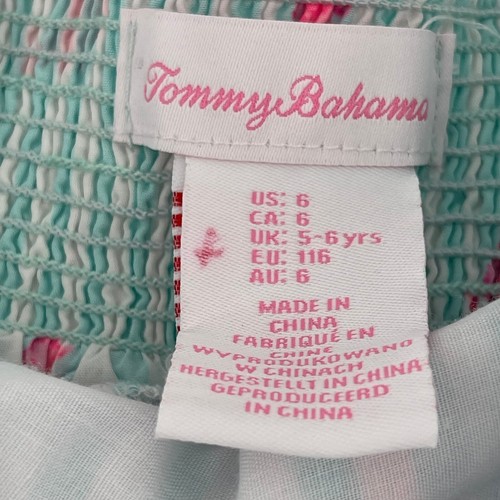 Tommy Bahama
US: 6
CA: 6
UK: 5-6 yrs
EU: 116
AU: 6
MADE IN
CHINA
FABRIQUÉ EN
CHINE
WYPRODUKOWANO
W CHINACH
HERGESTELLT IN CHINA
GEPRODUCEERD
IN CHINA